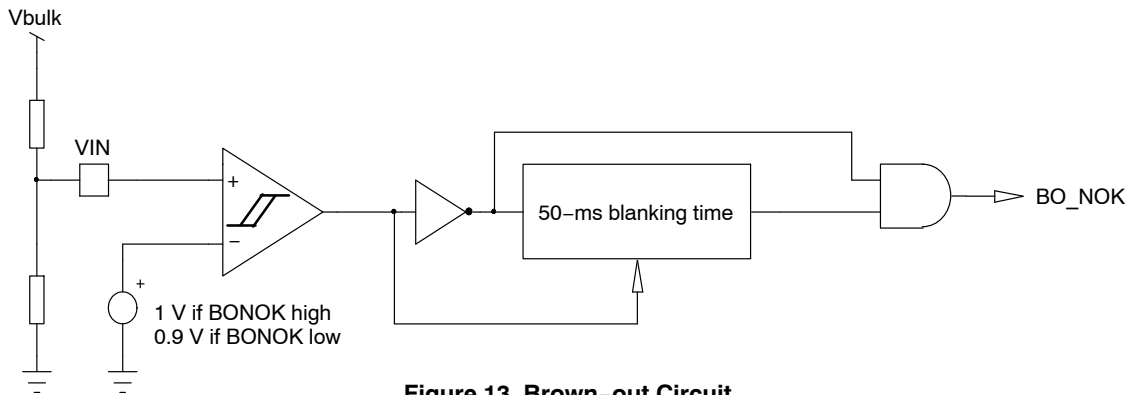 Vbulk
VIN
+
−
+
1 V if BONOK high
0.9 V if BONOK low
50−ms blanking time
BO_NOK
Figure 13. Brown−out Circuit